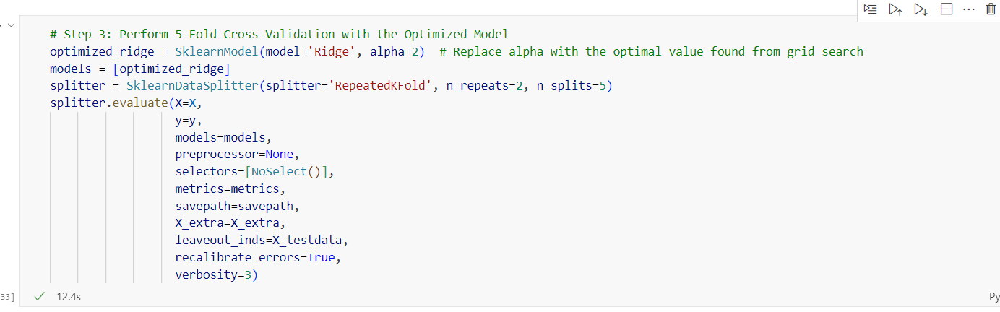 # Step 3: Perform 5-Fold Cross-Validation with the Optimized Model
optimized_ridge = SklearnModel(model='Ridge', alpha=2)  # Replace alpha with the optimal value found from grid search
models = [optimized_ridge]
splitter = SklearnDataSplitter(splitter='RepeatedKFold', n_repeats=2, n_splits=5)
splitter.evaluate(X=X,
y=y,
models=models,
preprocessor=None,
selectors=[NoSelect()],
metrics=metrics,
savepath=savepath,
X_extra=X_extra,
leaveout_inds=X_testdata,
recalibrate_errors=True,
verbosity=3)
33] 12.4s Py